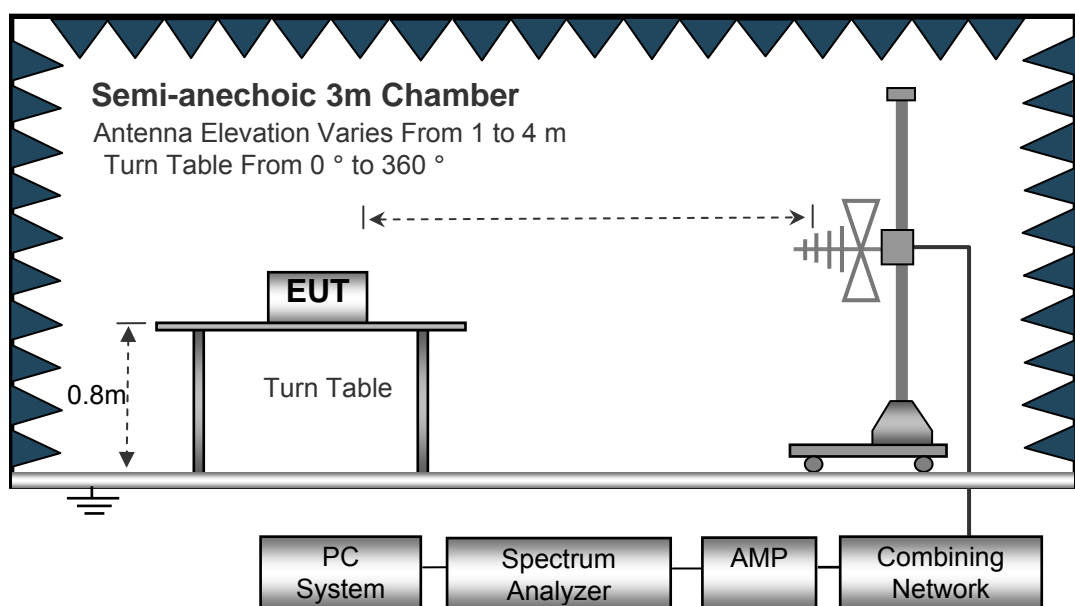 Semi-anechoic 3m Chamber
Antenna Elevation Varies From 1 to 4 m
Turn Table From 0 ° to 360 °
EUT
0.8m
Turn Table
PC
System
Spectrum
Analyzer
AMP
Combining
Network